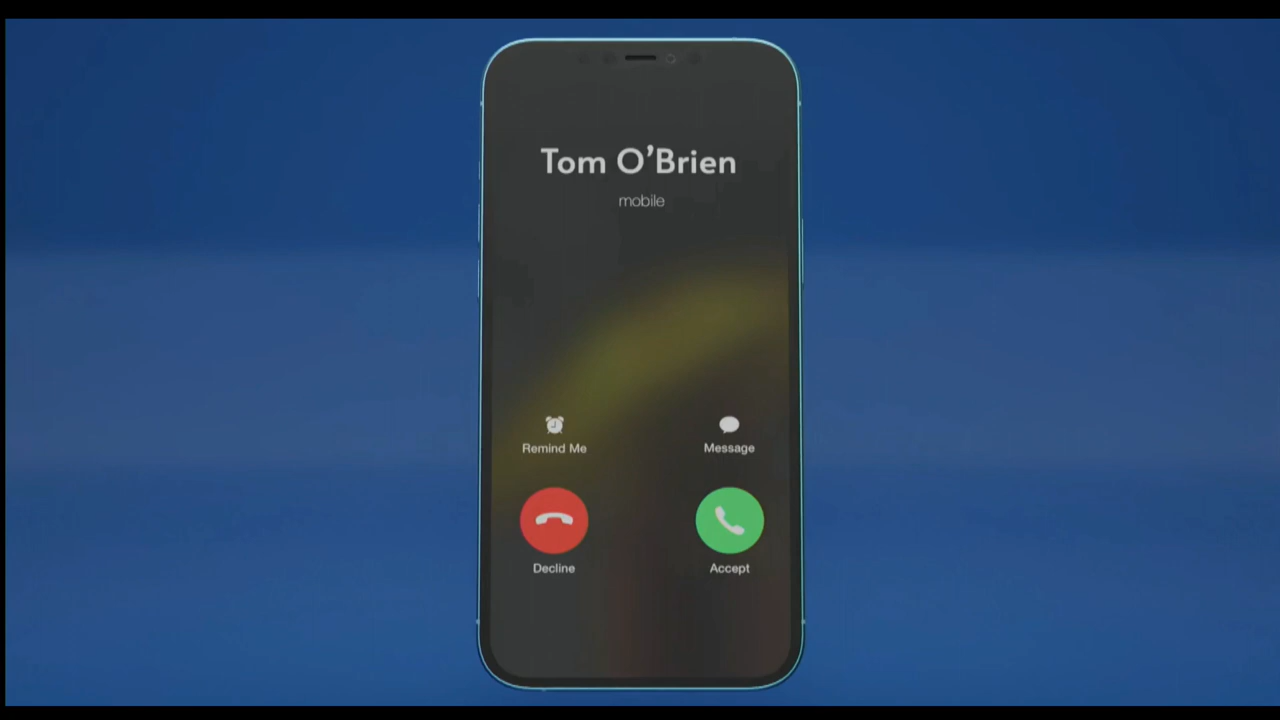 Tom O’Brien
mobile
Remind Me
Message
Decline
Accept